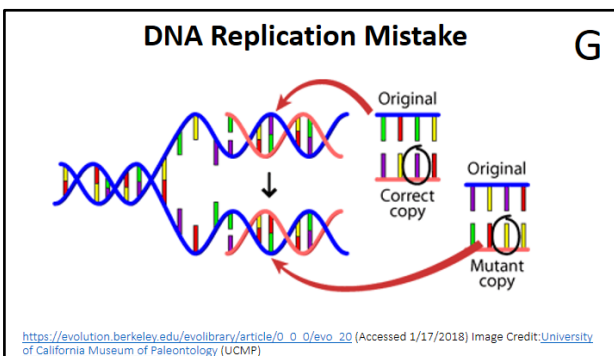 DNA Replication Mistake
G
Original
Correct
copy
Original
Mutant
copy
https://evolution.berkeley.edu/evolibrary/article/0_0_0/evo_20 (Accessed 1/17/2018) Image Credit:University
of California Museum of Paleontology (UCMP)